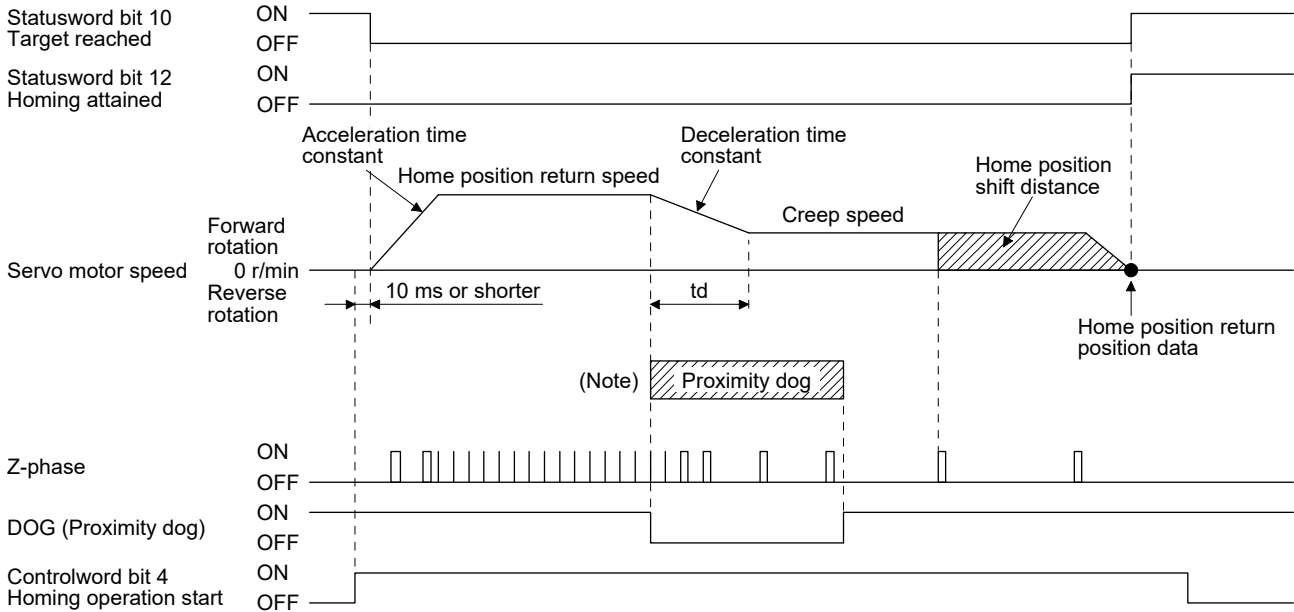 Statusword bit 10
Target reached
ON
OFF
Statusword bit 12
Homing attained
ON
OFF
Acceleration time
constant
Home position return speed
Deceleration time
constant
Creep speed
Home position
shift distance
Servo motor speed
Forward
rotation
0 r/min
Reverse
rotation
10 ms or shorter
td
Home position return
position data
(Note)
Proximity dog
Z-phase
ON
OFF
DOG (Proximity dog)
ON
OFF
Controlword bit 4
Homing operation start
ON
OFF